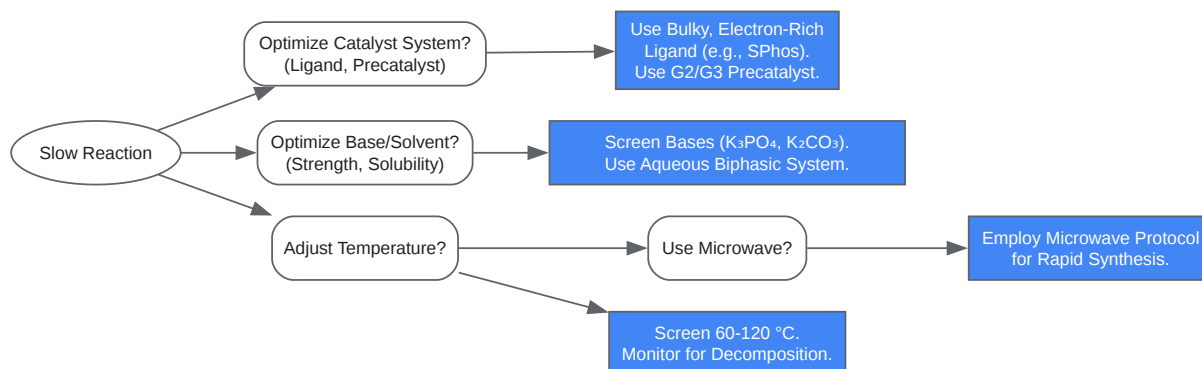 Optimize Catalyst System?
(Ligand, Precatalyst)
Use Bulky, Electron-Rich
Ligand (e.g., SPhos).
Use G2/G3 Precatalyst.
Slow Reaction
Optimize Base/Solvent?
(Strength, Solubility)
Screen Bases (K₃PO₄, K₂CO₃).
Use Aqueous Biphasic System.
Adjust Temperature?
Use Microwave?
Employ Microwave Protocol
for Rapid Synthesis.
Screen 60-120 °C.
Monitor for Decomposition.